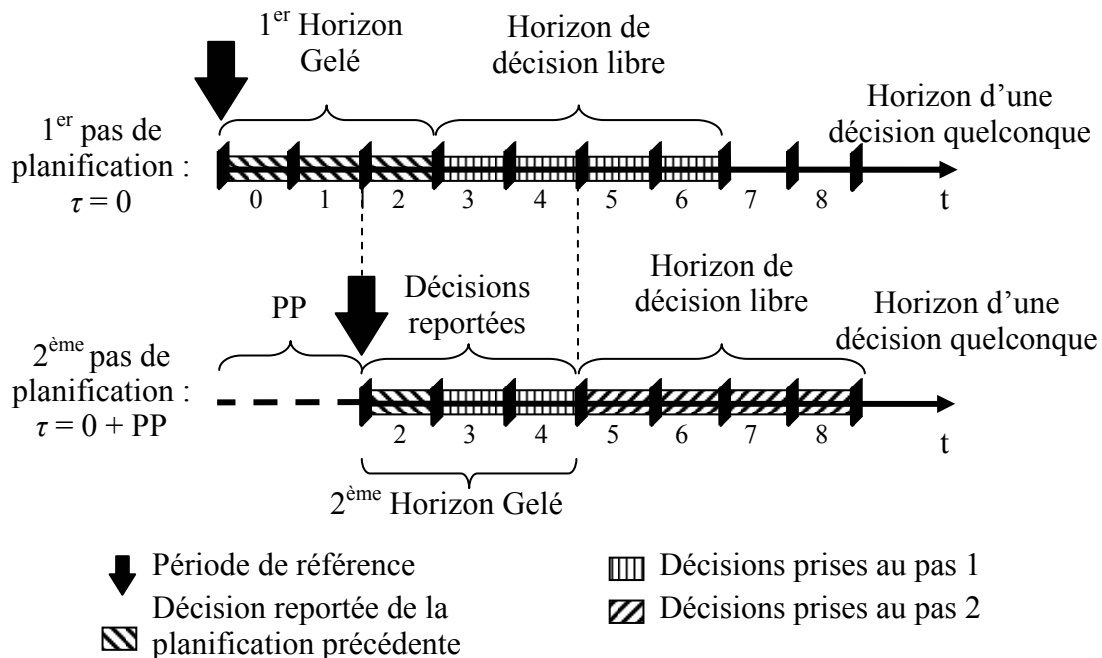 1er Horizon
Gelé
Horizon de
décision libre
Horizon d’une
décision quelconque
1er pas de
planification :
τ = 0
0 1 2 3 4 5 6 7 8 t
PP
Décisions
reportées
Horizon de
décision libre
Horizon d’une
décision quelconque
2ème pas de
planification :
τ = 0 + PP
2 3 4 5 6 7 8 t
2ème Horizon Gelé
Période de référence
Décision reportée de la
planification précédente
Décisions prises au pas 1
Décisions prises au pas 2